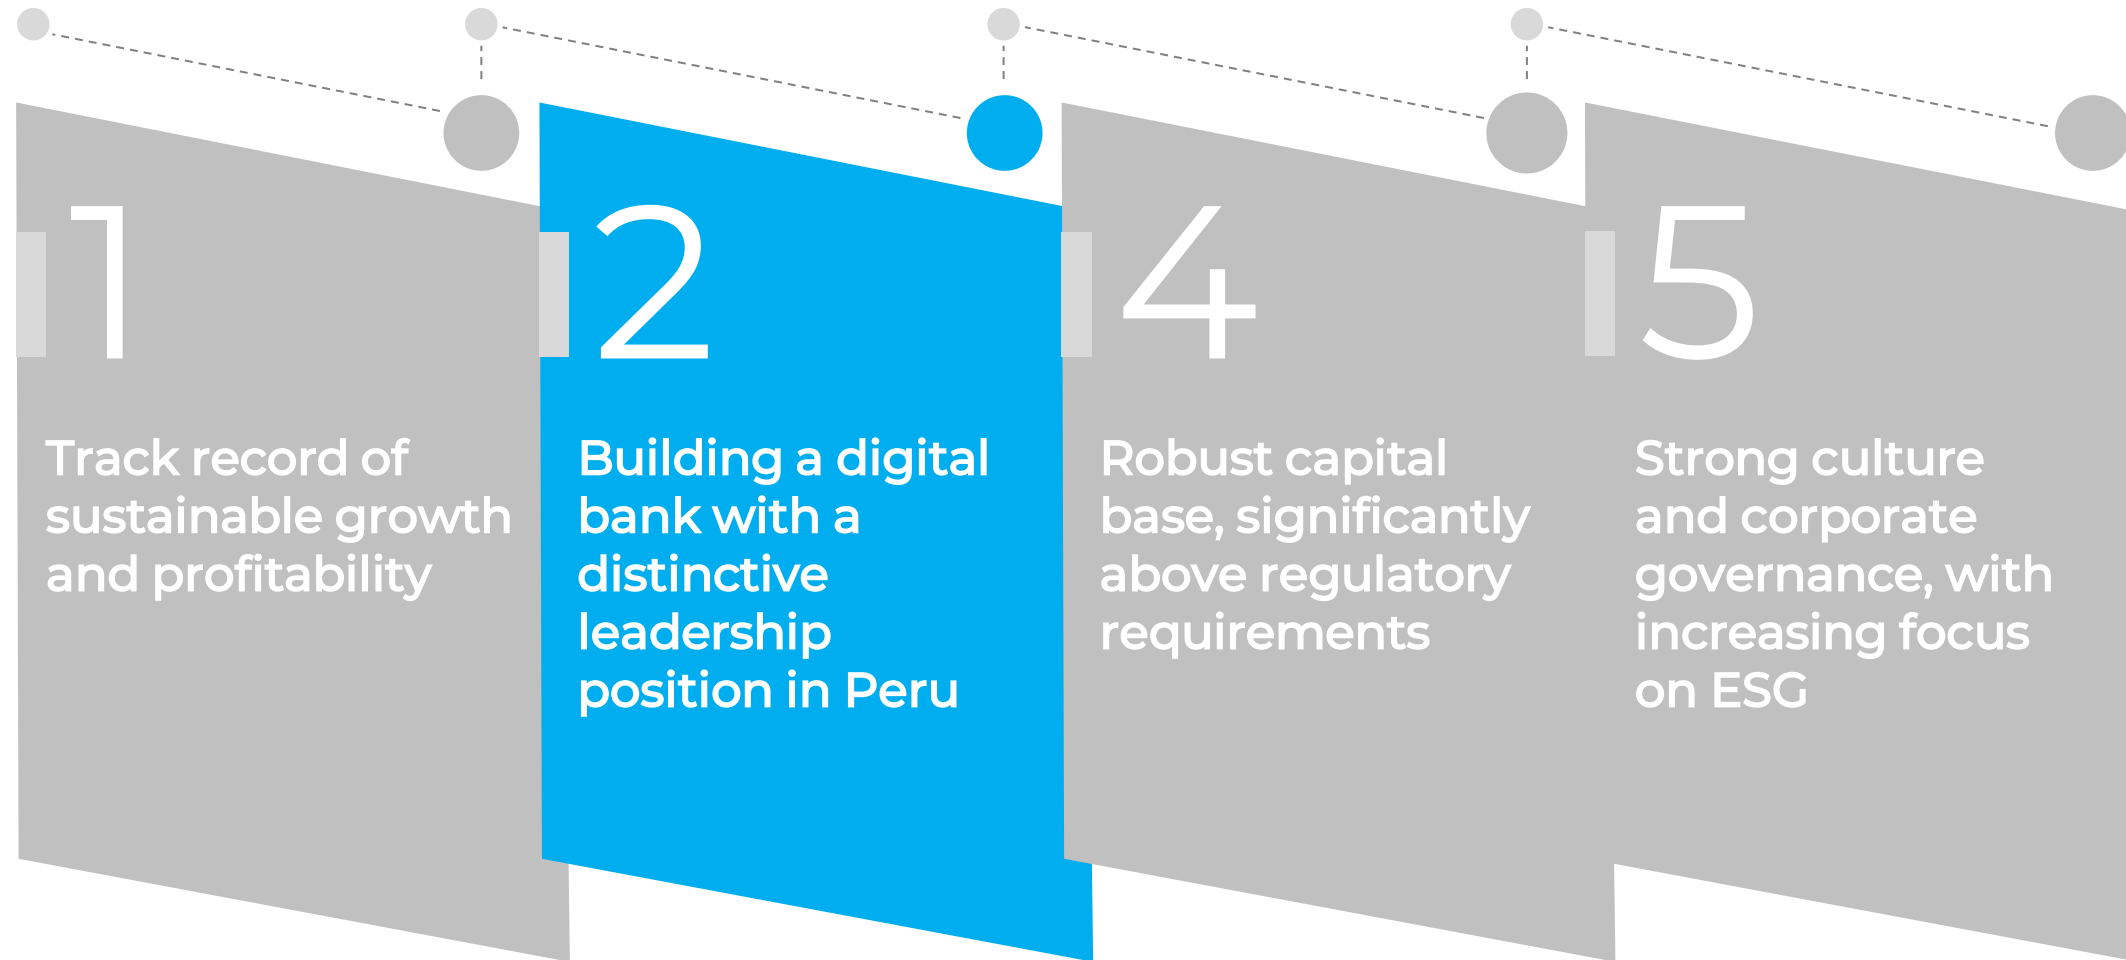 1
Track record of
sustainable growth
and profitability
2
Building a digital
bank with a
distinctive
leadership
position in Peru
4
Robust capital
base, significantly
above regulatory
requirements
5
Strong culture
and corporate
governance, with
increasing focus
on ESG